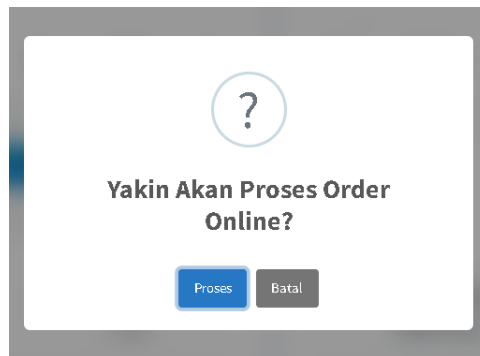 ?
Yakin Akan Proses Order
Online?
Proses
Batal